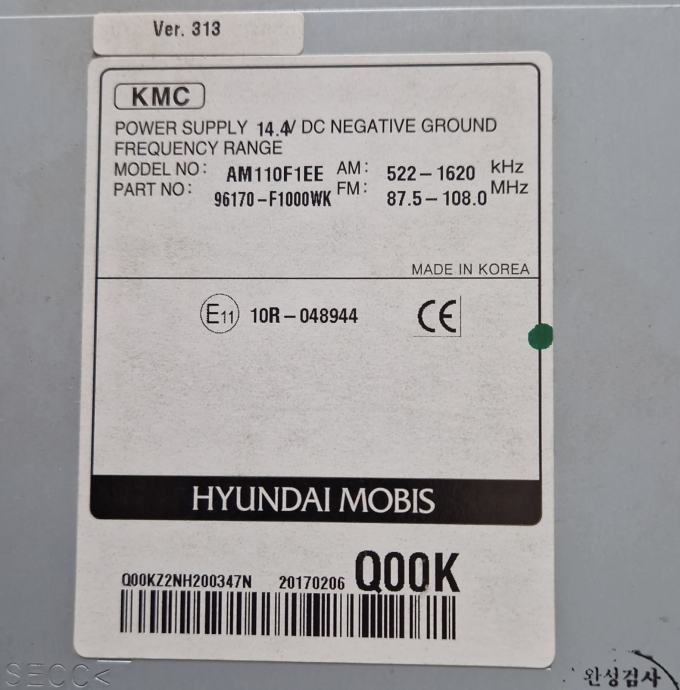 Ver. 313
KMC
POWER SUPPLY 14.4V DC NEGATIVE GROUND
FREQUENCY RANGE
MODEL NO: AM110F1EE AM: 522-1620 kHz
PART NO: 96170-F1000WK FM: 87.5-108.0 MHz
MADE IN KOREA
E11 10R-048944 CE
HYUNDAI MOBIS
Q00KZ2NH200347N 20170206 Q00K
SECC
완성검사